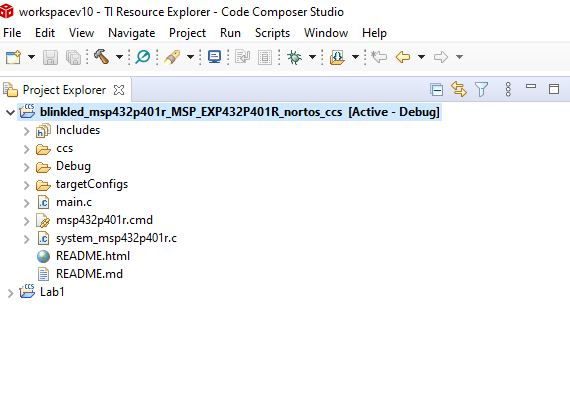 workspacev10 - TI Resource Explorer - Code Composer Studio
File Edit View Navigate Project Run Scripts Window Help
Project Explorer
blinkled_msp432p401r_MSP_EXP432P401R_nortos_ccs [Active - Debug]
Includes
ccs
Debug
targetConfigs
main.c
msp432p401r.cmd
system_msp432p401r.c
README.html
README.md
Lab1